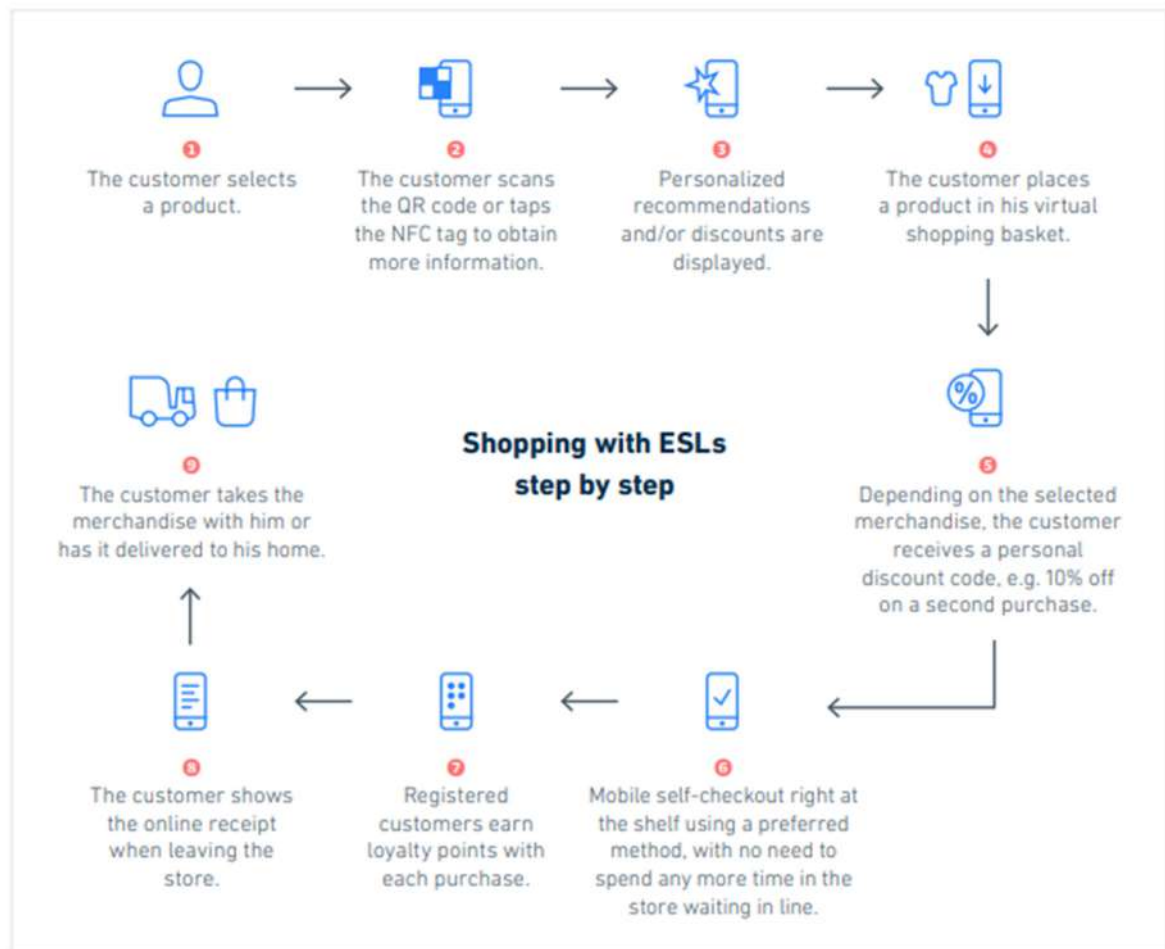 1
The customer selects
a product.
2
The customer scans
the QR code or taps
the NFC tag to obtain
more information.
3
Personalized
recommendations
and/or discounts are
displayed.
4
The customer places
a product in his virtual
shopping basket.
%
5
Depending on the selected
merchandise, the customer
receives a personal
discount code, e.g. 10% off
on a second purchase.
Shopping with ESLs
step by step
6
Mobile self-checkout right at
the shelf using a preferred
method, with no need to
spend any more time in the
store waiting in line.
7
Registered
customers earn
loyalty points with
each purchase.
8
The customer shows
the online receipt
when leaving the
store.
9
The customer takes the
merchandise with him or
has it delivered to his home.